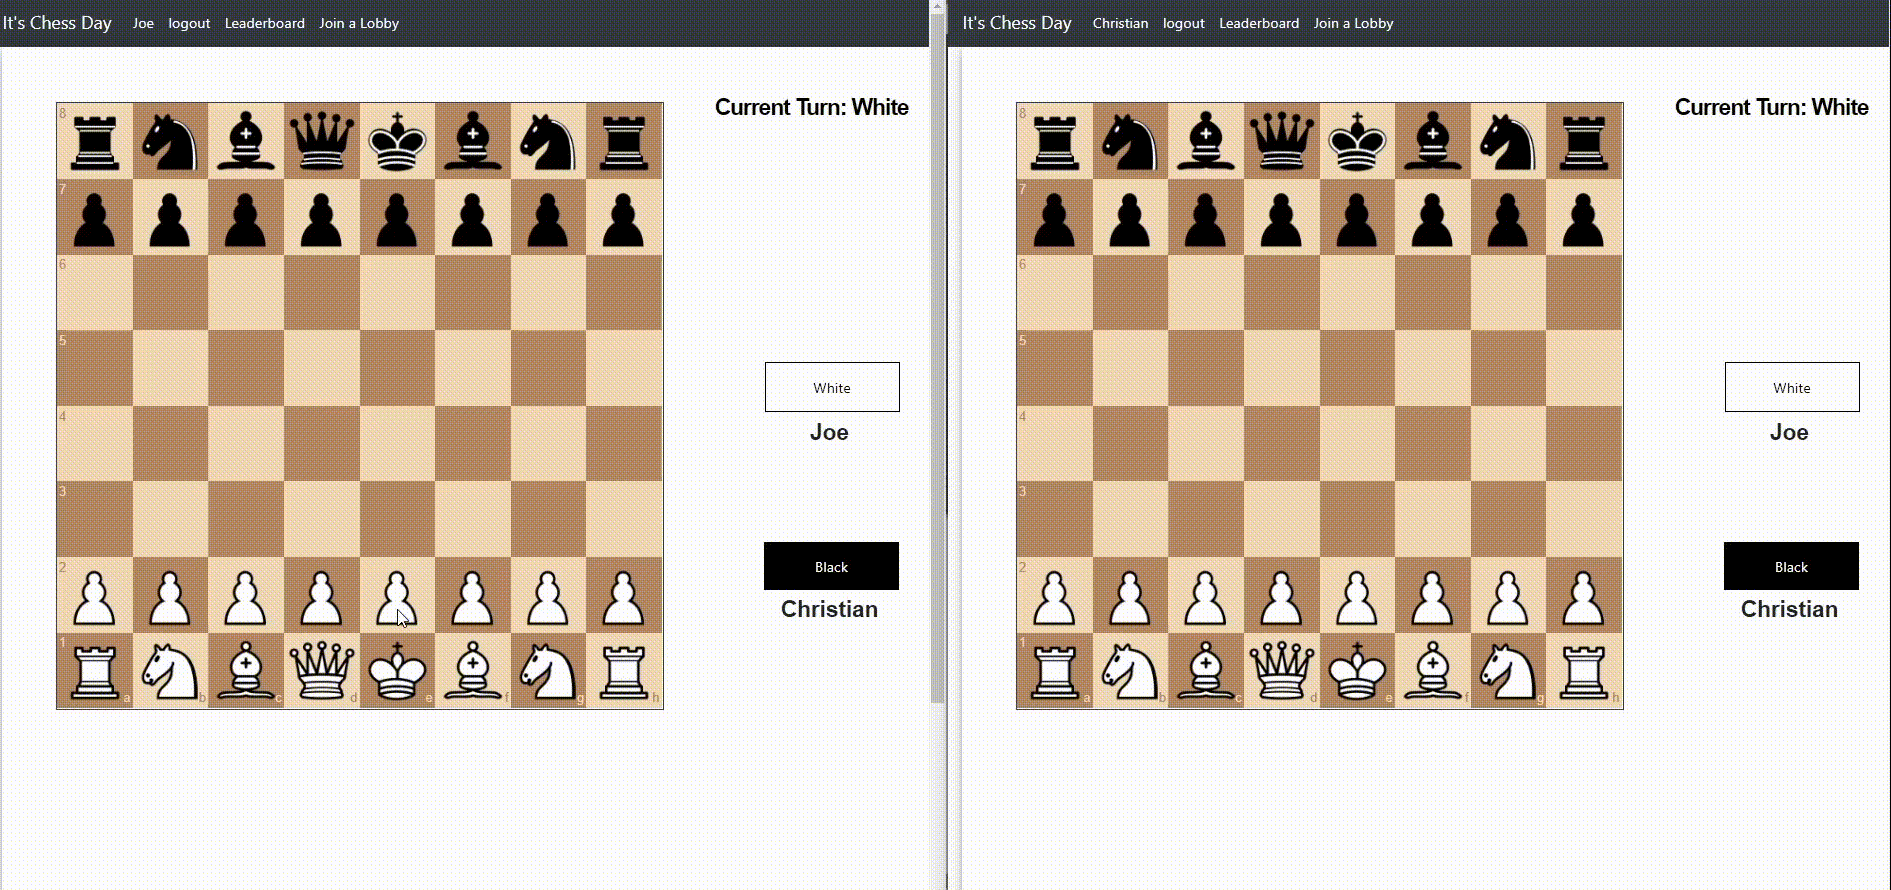 It's Chess Day Joe logout Leaderboard Join a Lobby
Current Turn: White
8
7
6
5
4
3
2
1
a b c d e f g h
White
Joe
Black
Christian
It's Chess Day Christian logout Leaderboard Join a Lobby
Current Turn: White
8
7
6
5
4
3
2
1
a b c d e f g h
White
Joe
Black
Christian